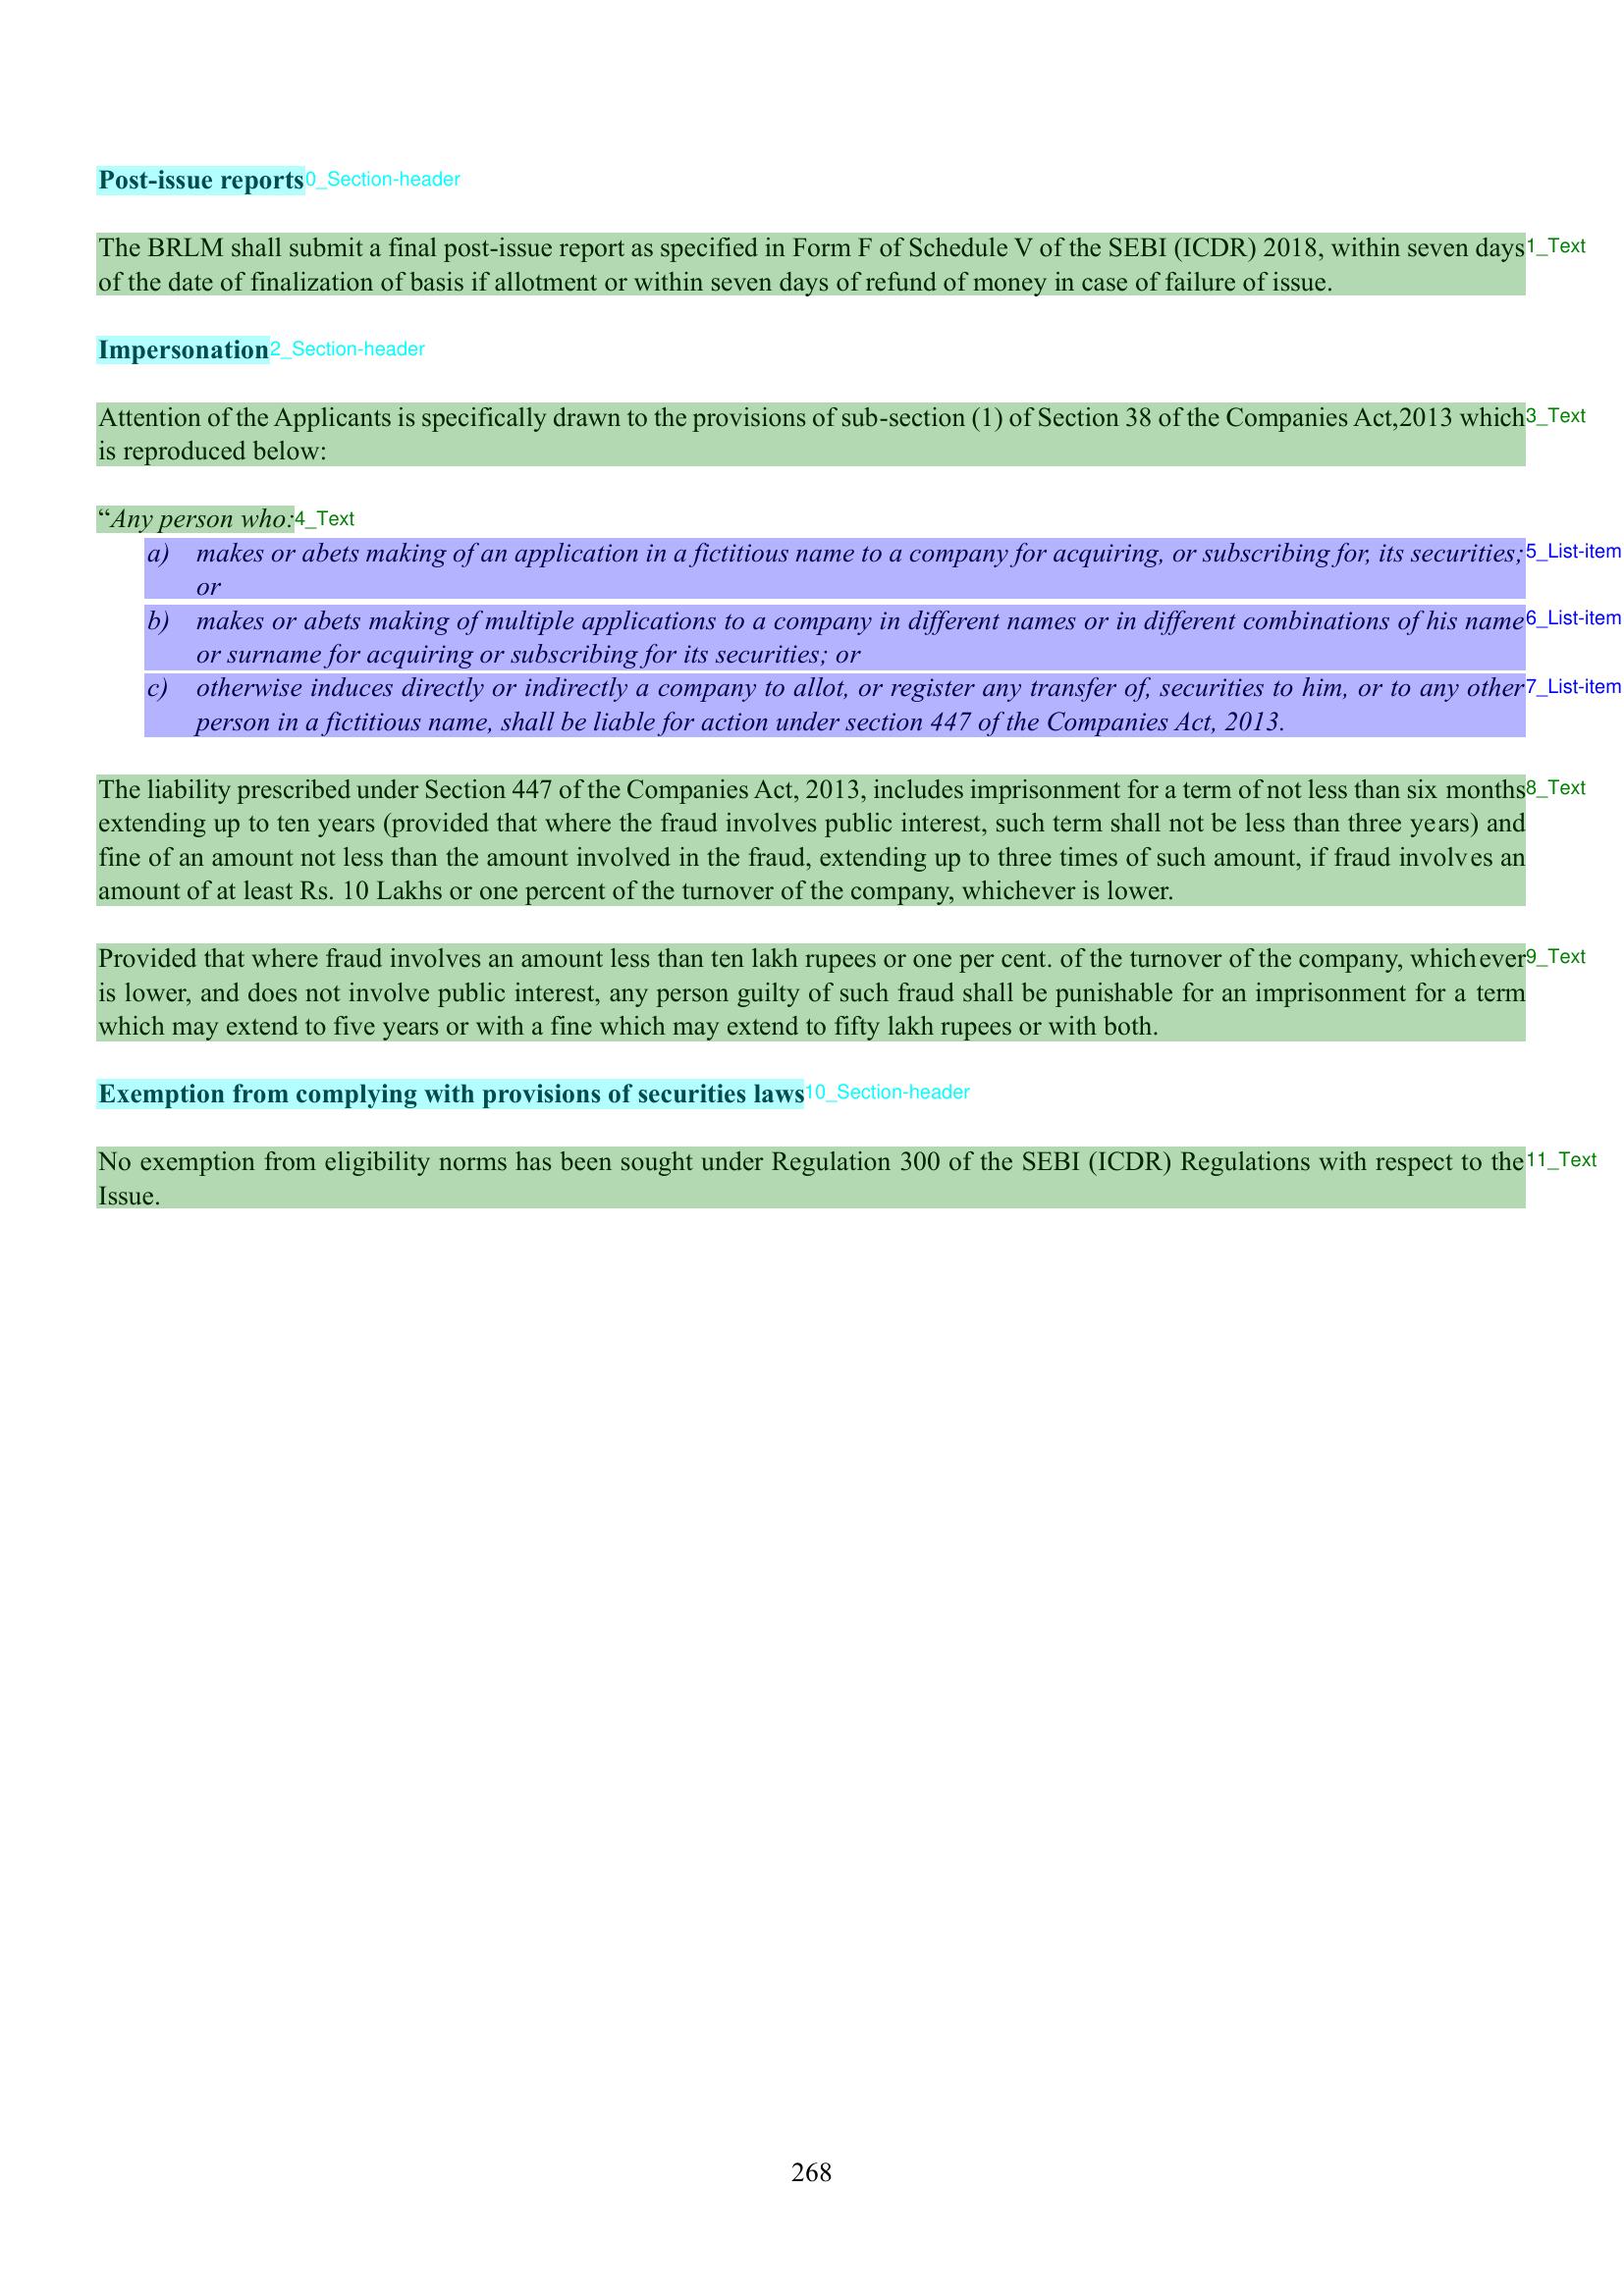 Post-issue reports0_Section-header
The BRLM shall submit a final post-issue report as specified in Form F of Schedule V of the SEBI (ICDR) 2018, within seven days1_Text
of the date of finalization of basis if allotment or within seven days of refund of money in case of failure of issue.
Impersonation2_Section-header
Attention of the Applicants is specifically drawn to the provisions of sub-section (1) of Section 38 of the Companies Act,2013 which3_Text
is reproduced below:
“Any person who:4_Text
a) makes or abets making of an application in a fictitious name to a company for acquiring, or subscribing for, its securities;5_List-item
or
b) makes or abets making of multiple applications to a company in different names or in different combinations of his name6_List-item
or surname for acquiring or subscribing for its securities; or
c) otherwise induces directly or indirectly a company to allot, or register any transfer of, securities to him, or to any other7_List-item
person in a fictitious name, shall be liable for action under section 447 of the Companies Act, 2013.
The liability prescribed under Section 447 of the Companies Act, 2013, includes imprisonment for a term of not less than six months8_Text
extending up to ten years (provided that where the fraud involves public interest, such term shall not be less than three years) and
fine of an amount not less than the amount involved in the fraud, extending up to three times of such amount, if fraud involves an
amount of at least Rs. 10 Lakhs or one percent of the turnover of the company, whichever is lower.
Provided that where fraud involves an amount less than ten lakh rupees or one per cent. of the turnover of the company, whichever9_Text
is lower, and does not involve public interest, any person guilty of such fraud shall be punishable for an imprisonment for a term
which may extend to five years or with a fine which may extend to fifty lakh rupees or with both.
Exemption from complying with provisions of securities laws10_Section-header
No exemption from eligibility norms has been sought under Regulation 300 of the SEBI (ICDR) Regulations with respect to the11_Text
Issue.
268